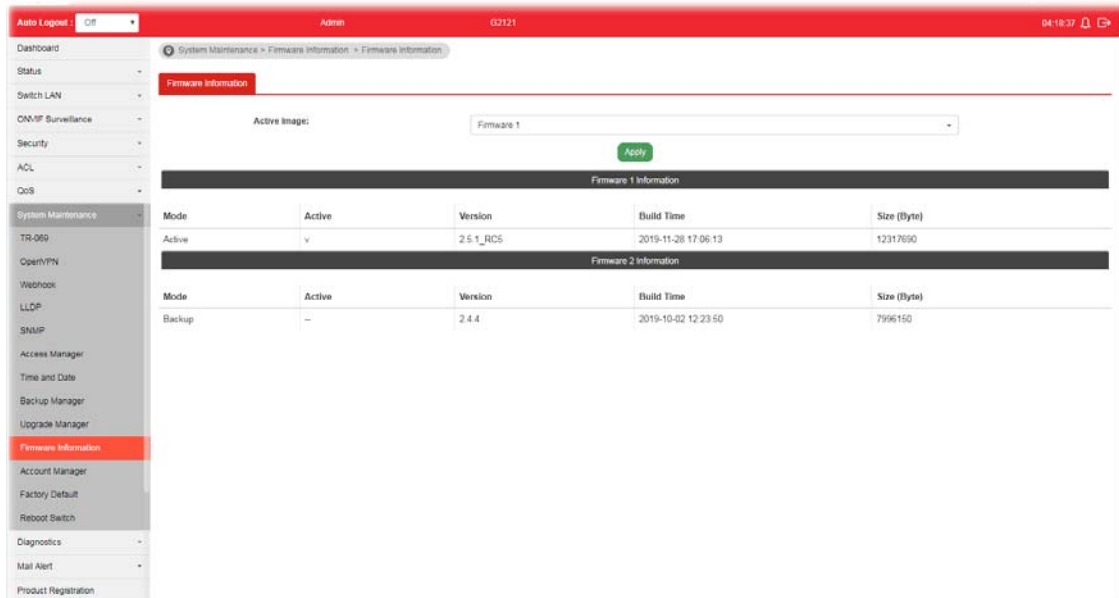 Auto Logout : Off Admin G2121 04:18:37
Dashboard
Status
Switch LAN
ONVIF Surveillance
Security
ACL
QoS
System Maintenance
TR-069
OpenVPN
Webhook
LLDP
SNMP
Access Manager
Time and Date
Backup Manager
Upgrade Manager
Firmware Information
Account Manager
Factory Default
Reboot Switch
Diagnostics
Mail Alert
Product Registration
System Maintenance > Firmware Information > Firmware Information
Firmware Information
Active Image: Firmware 1
Apply
Firmware 1 Information
Mode Active Version Build Time Size (Byte)
Active v 2.5.1_RC5 2019-11-28 17:06:13 12317690
Firmware 2 Information
Mode Active Version Build Time Size (Byte)
Backup -- 2.4.4 2019-10-02 12:23:50 7996150